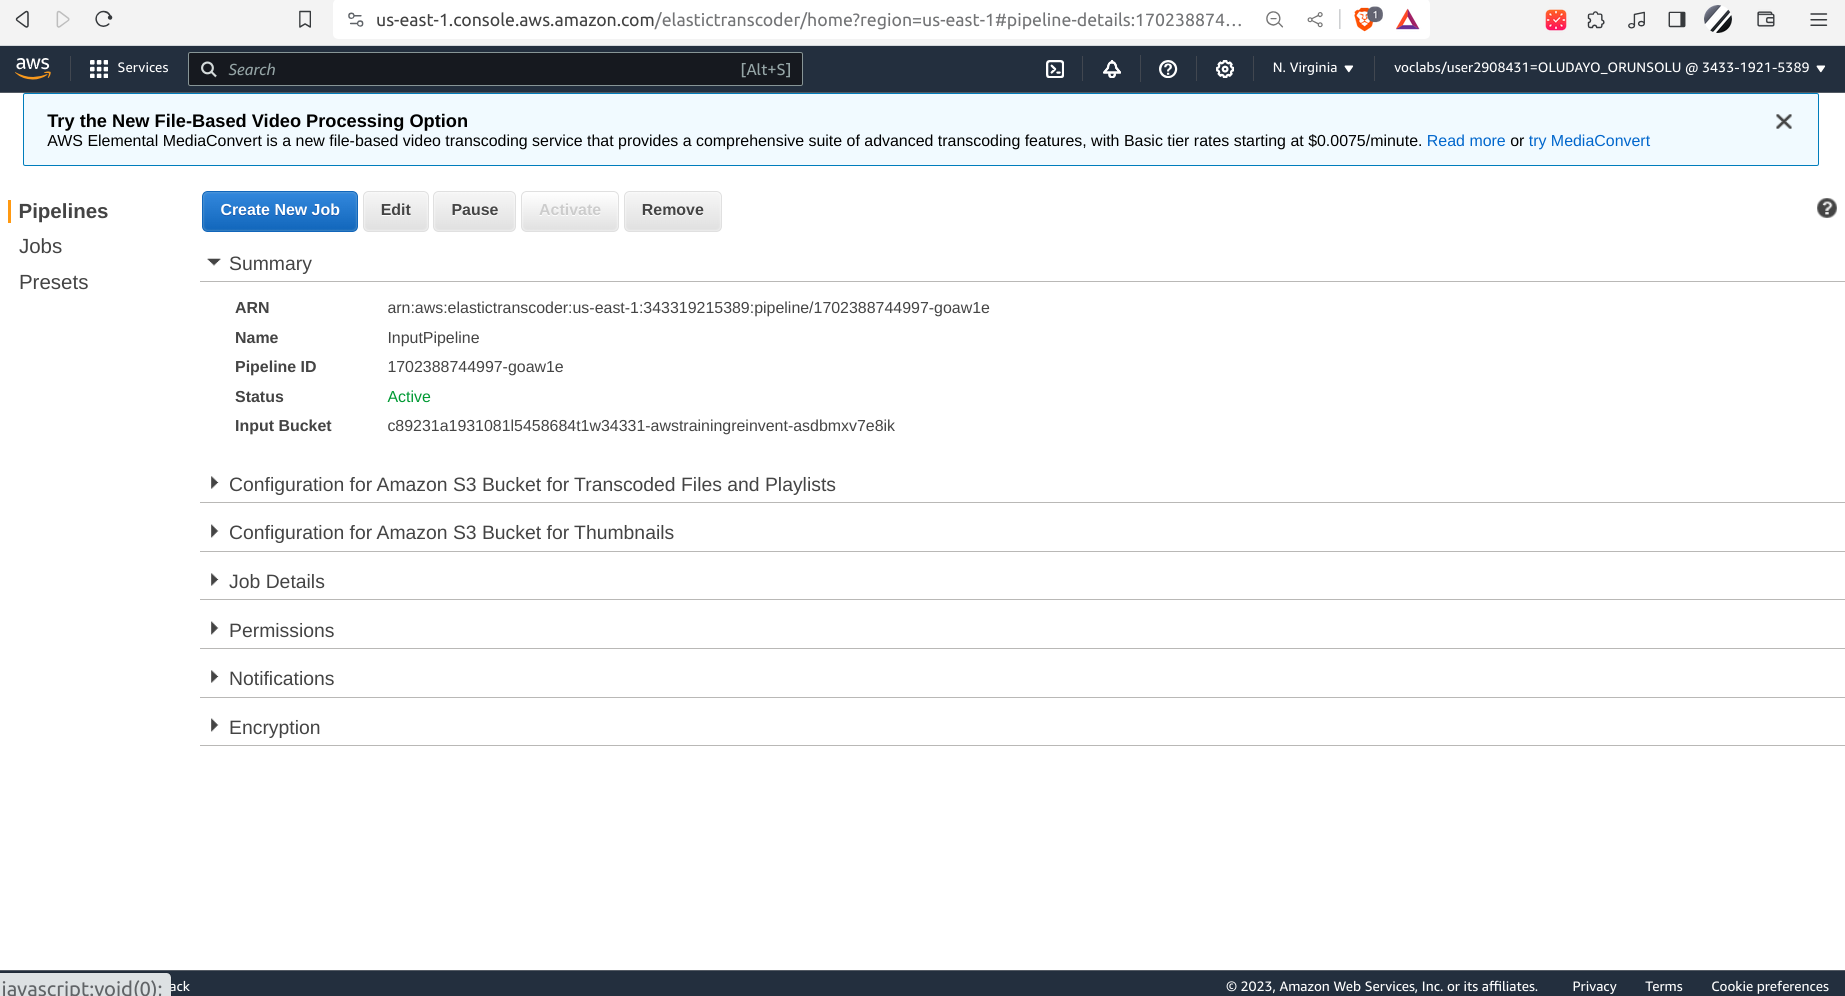 us-east-1.console.aws.amazon.com/elastictranscoder/home?region=us-east-1#pipeline-details:170238874...
1
aws
Services
Search
[Alt+S]
N. Virginia
voclabs/user2908431=OLUDAYO_ORUNSOLU @ 3433-1921-5389
Try the New File-Based Video Processing Option
AWS Elemental MediaConvert is a new file-based video transcoding service that provides a comprehensive suite of advanced transcoding features, with Basic tier rates starting at $0.0075/minute. Read more or try MediaConvert
Pipelines
Jobs
Presets
Create New Job
Edit
Pause
Activate
Remove
Summary
ARN arn:aws:elastictranscoder:us-east-1:343319215389:pipeline/1702388744997-goaw1e
Name InputPipeline
Pipeline ID 1702388744997-goaw1e
Status Active
Input Bucket c89231a1931081l5458684t1w34331-awstrainingreinvent-asdbmxv7e8ik
Configuration for Amazon S3 Bucket for Transcoded Files and Playlists
Configuration for Amazon S3 Bucket for Thumbnails
Job Details
Permissions
Notifications
Encryption
javascript:void(0);
ack
© 2023, Amazon Web Services, Inc. or its affiliates.
Privacy
Terms
Cookie preferences